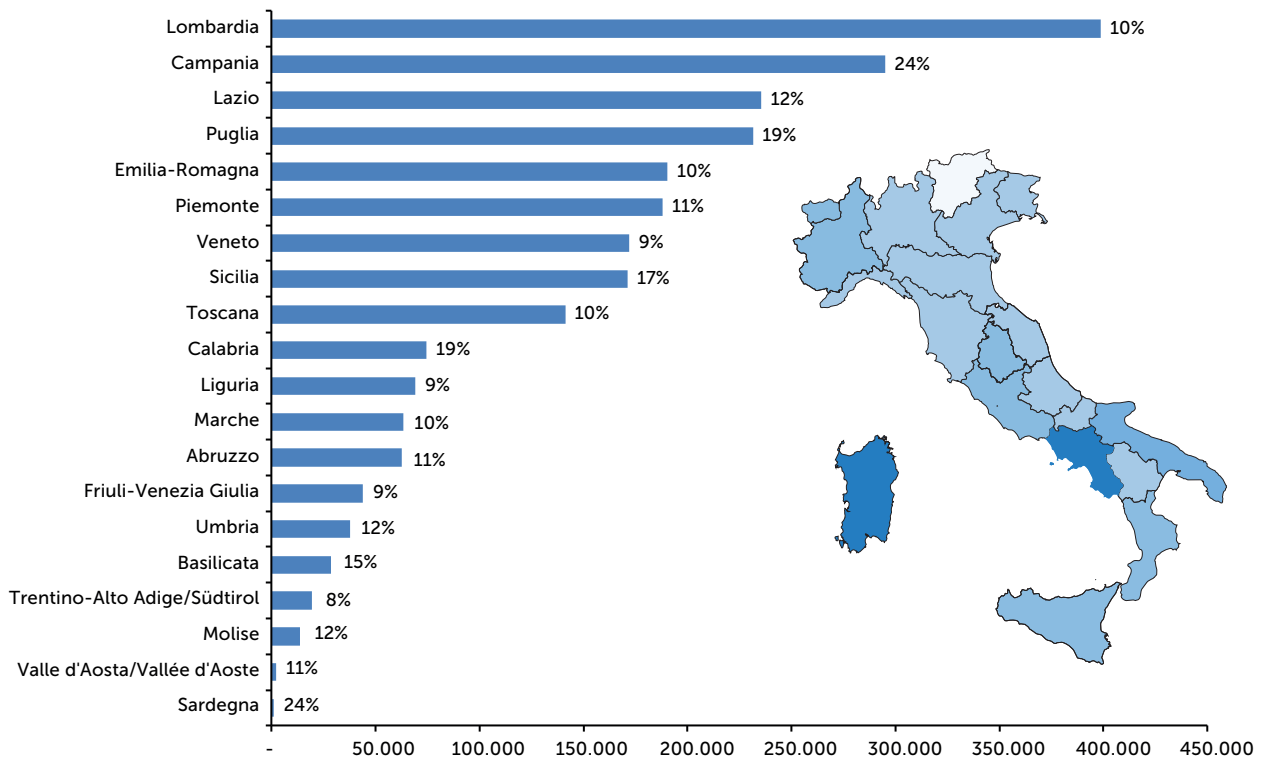 Lombardia 10%
Campania 24%
Lazio 12%
Puglia 19%
Emilia-Romagna 10%
Piemonte 11%
Veneto 9%
Sicilia 17%
Toscana 10%
Calabria 19%
Liguria 9%
Marche 10%
Abruzzo 11%
Friuli-Venezia Giulia 9%
Umbria 12%
Basilicata 15%
Trentino-Alto Adige/Südtirol 8%
Molise 12%
Valle d'Aosta/Vallée d'Aoste 11%
Sardegna 24%
- 50.000 100.000 150.000 200.000 250.000 300.000 350.000 400.000 450.000